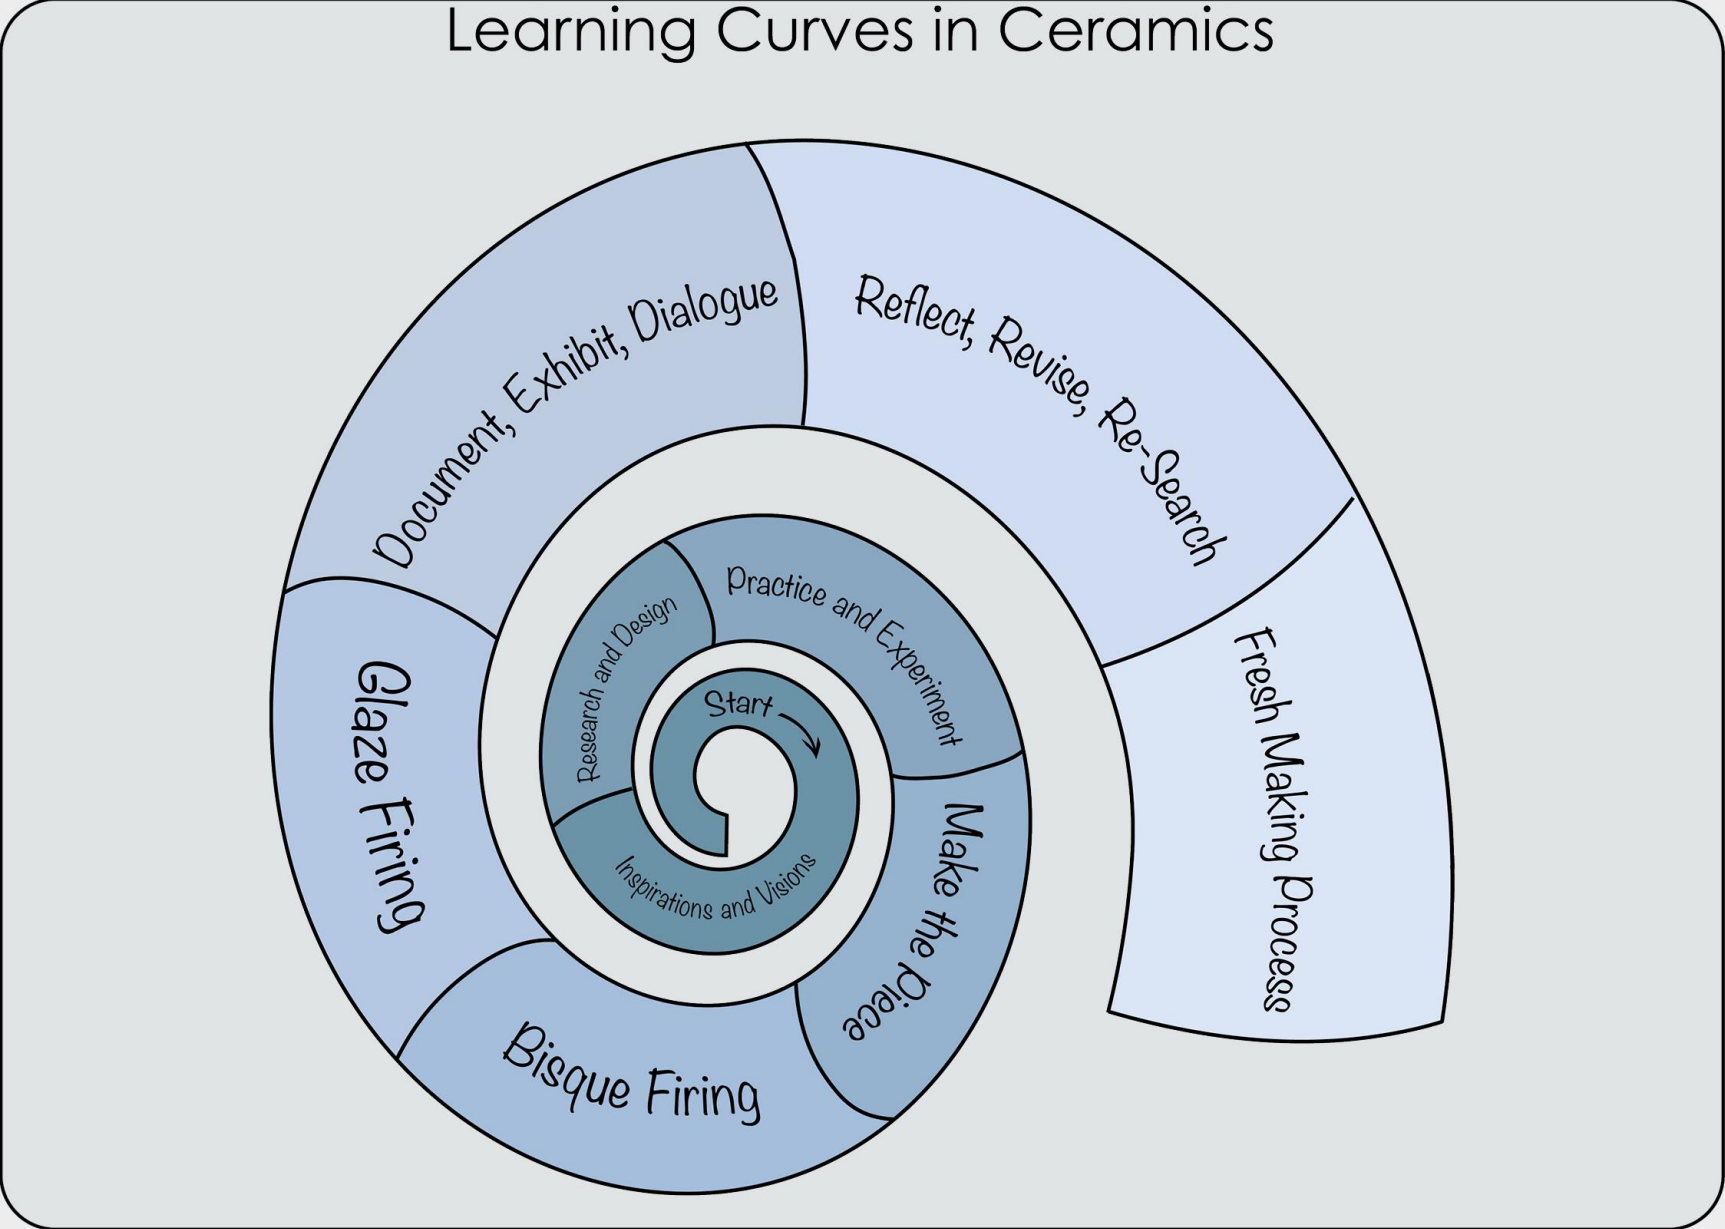 Learning Curves in Ceramics
Start
Inspirations and Visions
Research and Design
Practice and Experiment
Make the Piece
Bisque Firing
Glaze Firing
Document, Exhibit, Dialogue
Reflect, Revise, Re-Search
Fresh Making Process